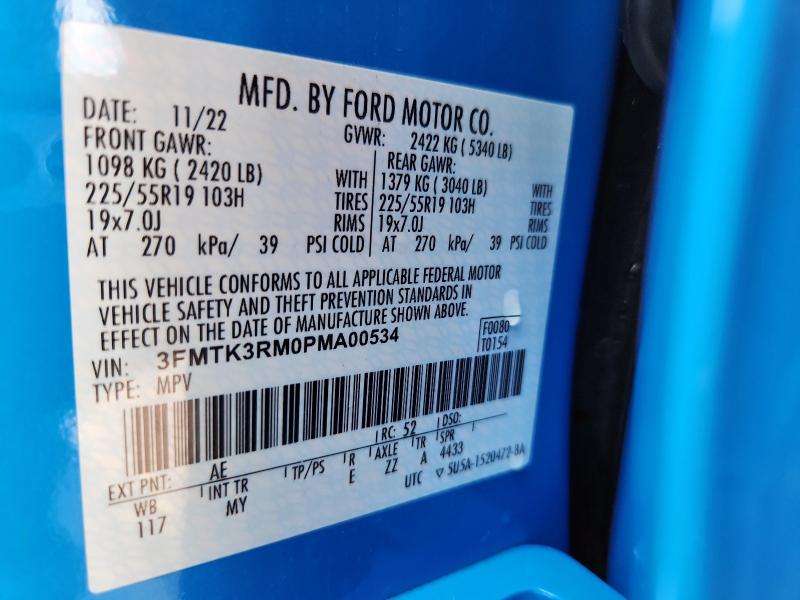 MFD. BY FORD MOTOR CO.
DATE: 11/22 GVWR: 2422 KG ( 5340 LB)
FRONT GAWR: REAR GAWR:
1098 KG ( 2420 LB) WITH 1379 KG ( 3040 LB) WITH
225/55R19 103H TIRES 225/55R19 103H TIRES
19x7.0J RIMS 19x7.0J RIMS
AT 270 kPa/ 39 PSI COLD AT 270 kPa/ 39 PSI COLD
THIS VEHICLE CONFORMS TO ALL APPLICABLE FEDERAL MOTOR
VEHICLE SAFETY AND THEFT PREVENTION STANDARDS IN
EFFECT ON THE DATE OF MANUFACTURE SHOWN ABOVE.
VIN: 3FMTK3RM0PMA00534
F0080
T0154
TYPE: MPV
RC: 52 DSO:
EXT PNT: AE TP/PS R AXLE TR SPR
WB INT TR E ZZ A 4433
117 MY UTC ▽ 5U5A-1520472-BA